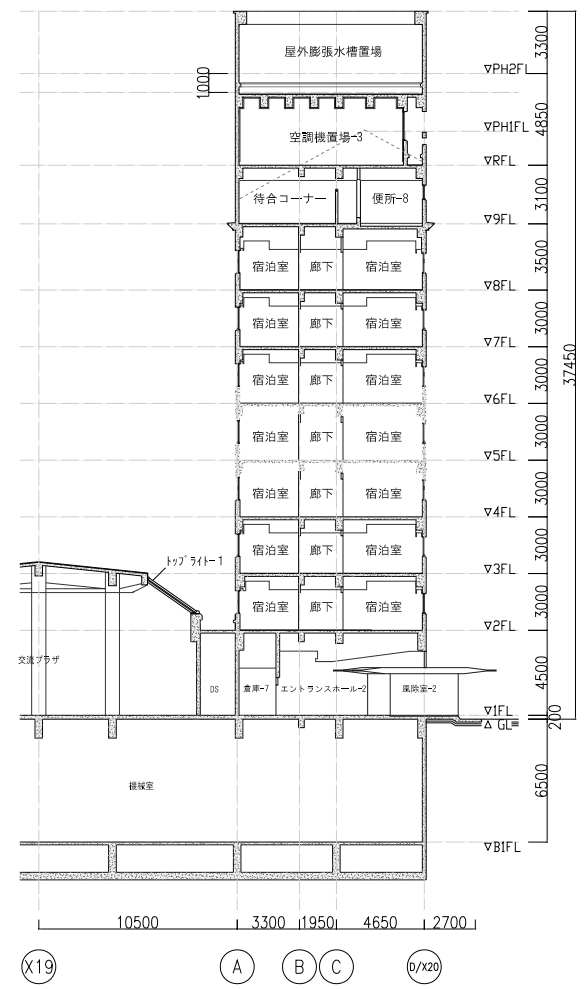 屋外膨張水槽置場
3300
▽PH2FL
1000
4850
▽PH1FL
空調機置場-3
▽RFL
待合コーナー
便所-8
3100
▽9FL
宿泊室
廊下
宿泊室
3500
▽8FL
宿泊室
廊下
宿泊室
3000
▽7FL
37450
宿泊室
廊下
宿泊室
3000
▽6FL
宿泊室
廊下
宿泊室
3000
▽5FL
宿泊室
廊下
宿泊室
3000
▽4FL
宿泊室
廊下
宿泊室
3000
▽3FL
トップライト-1
宿泊室
廊下
宿泊室
3000
▽2FL
交流プラザ
DS
倉庫-7
エントランスホール-2
風除室-2
4500
▽1FL
△ GL
200
機械室
6500
▽B1FL
10500
3300
1950
4650
2700
X19
A
B
C
D/X20